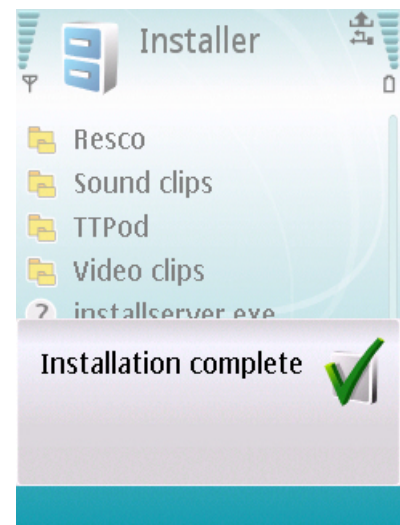 Installer
Resco
Sound clips
TTPod
Video clips
installserver.exe
Installation complete